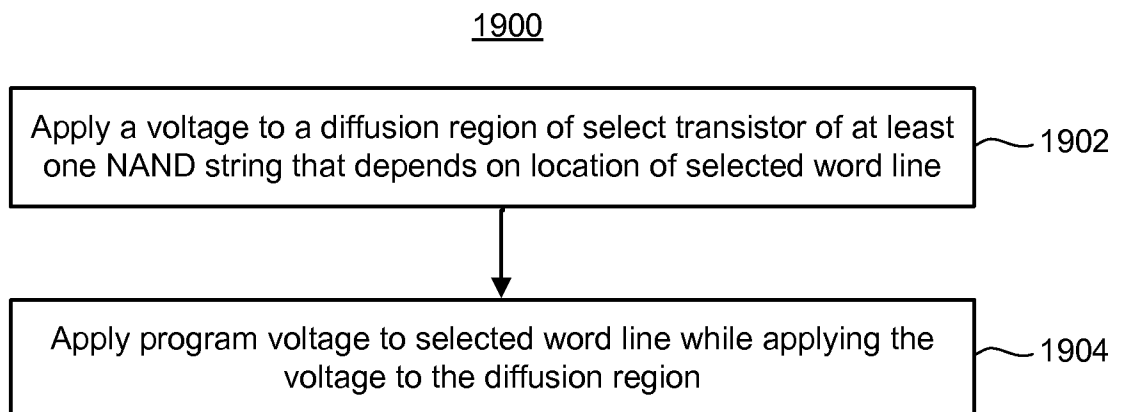 1900
Apply a voltage to a diffusion region of select transistor of at least
one NAND string that depends on location of selected word line
1902
Apply program voltage to selected word line while applying the
voltage to the diffusion region
1904